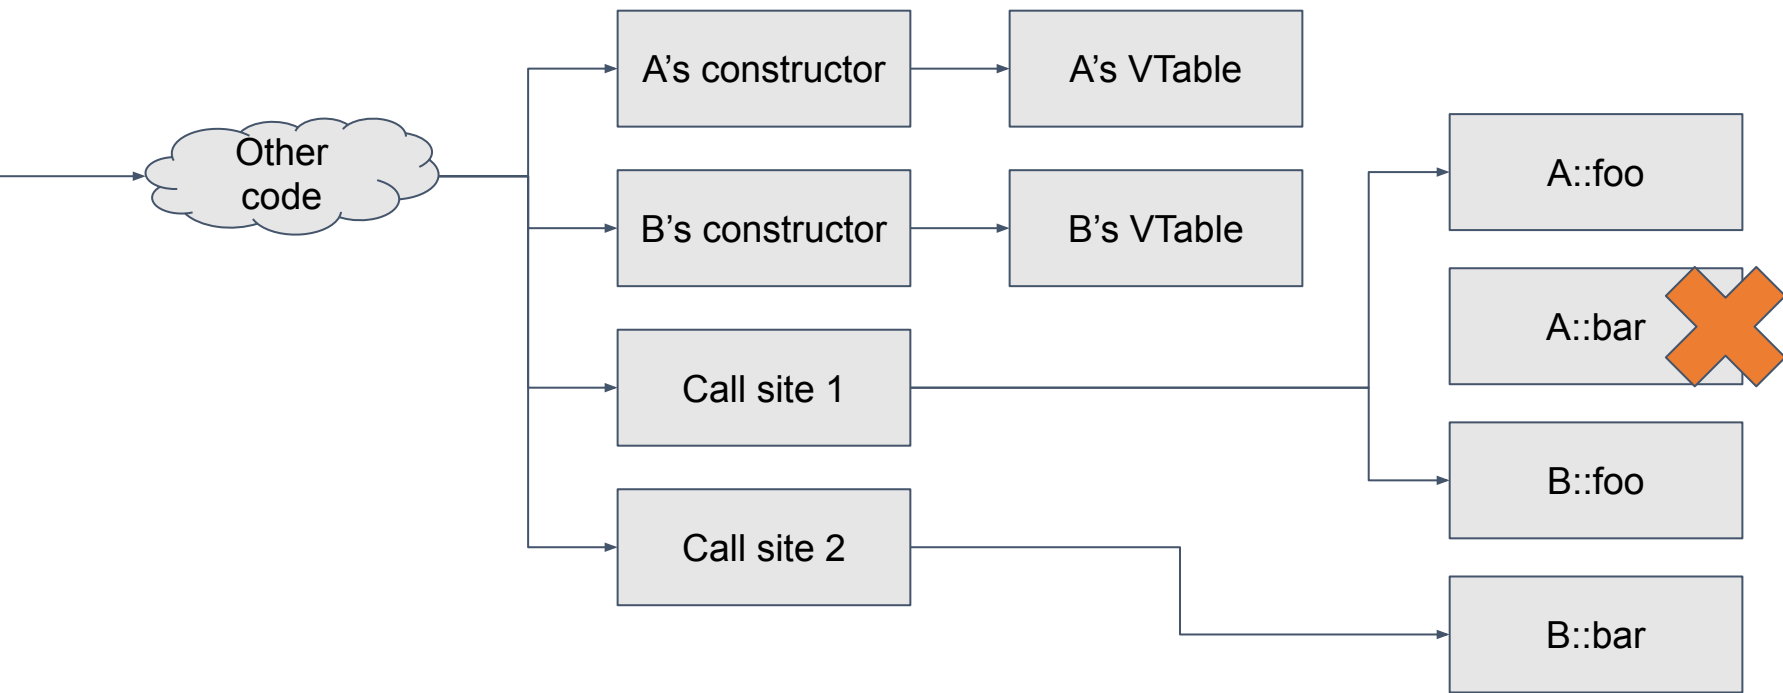 A’s constructor
A’s VTable
Other
code
B’s constructor
B’s VTable
A::foo
A::bar
Call site 1
B::foo
Call site 2
B::bar